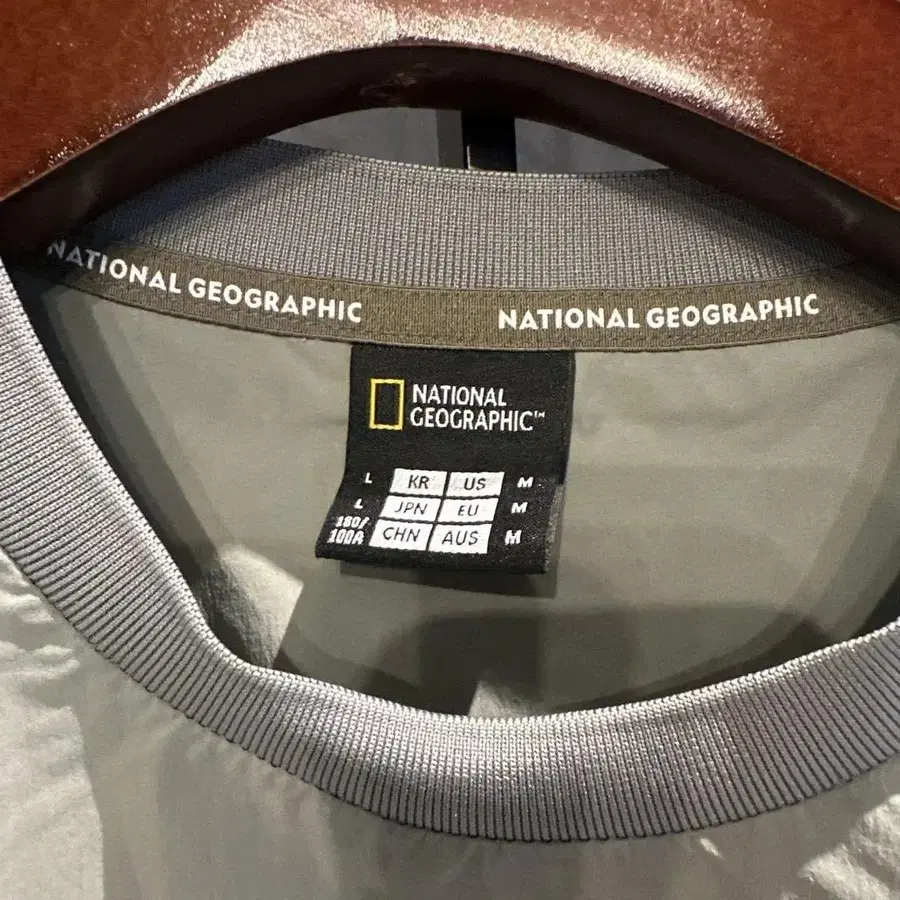 NATIONAL GEOGRAPHIC
NATIONAL GEOGRAPHIC
NATIONAL
GEOGRAPHIC™
L KR US M
L JPN EU M
180/100A CHN AUS M